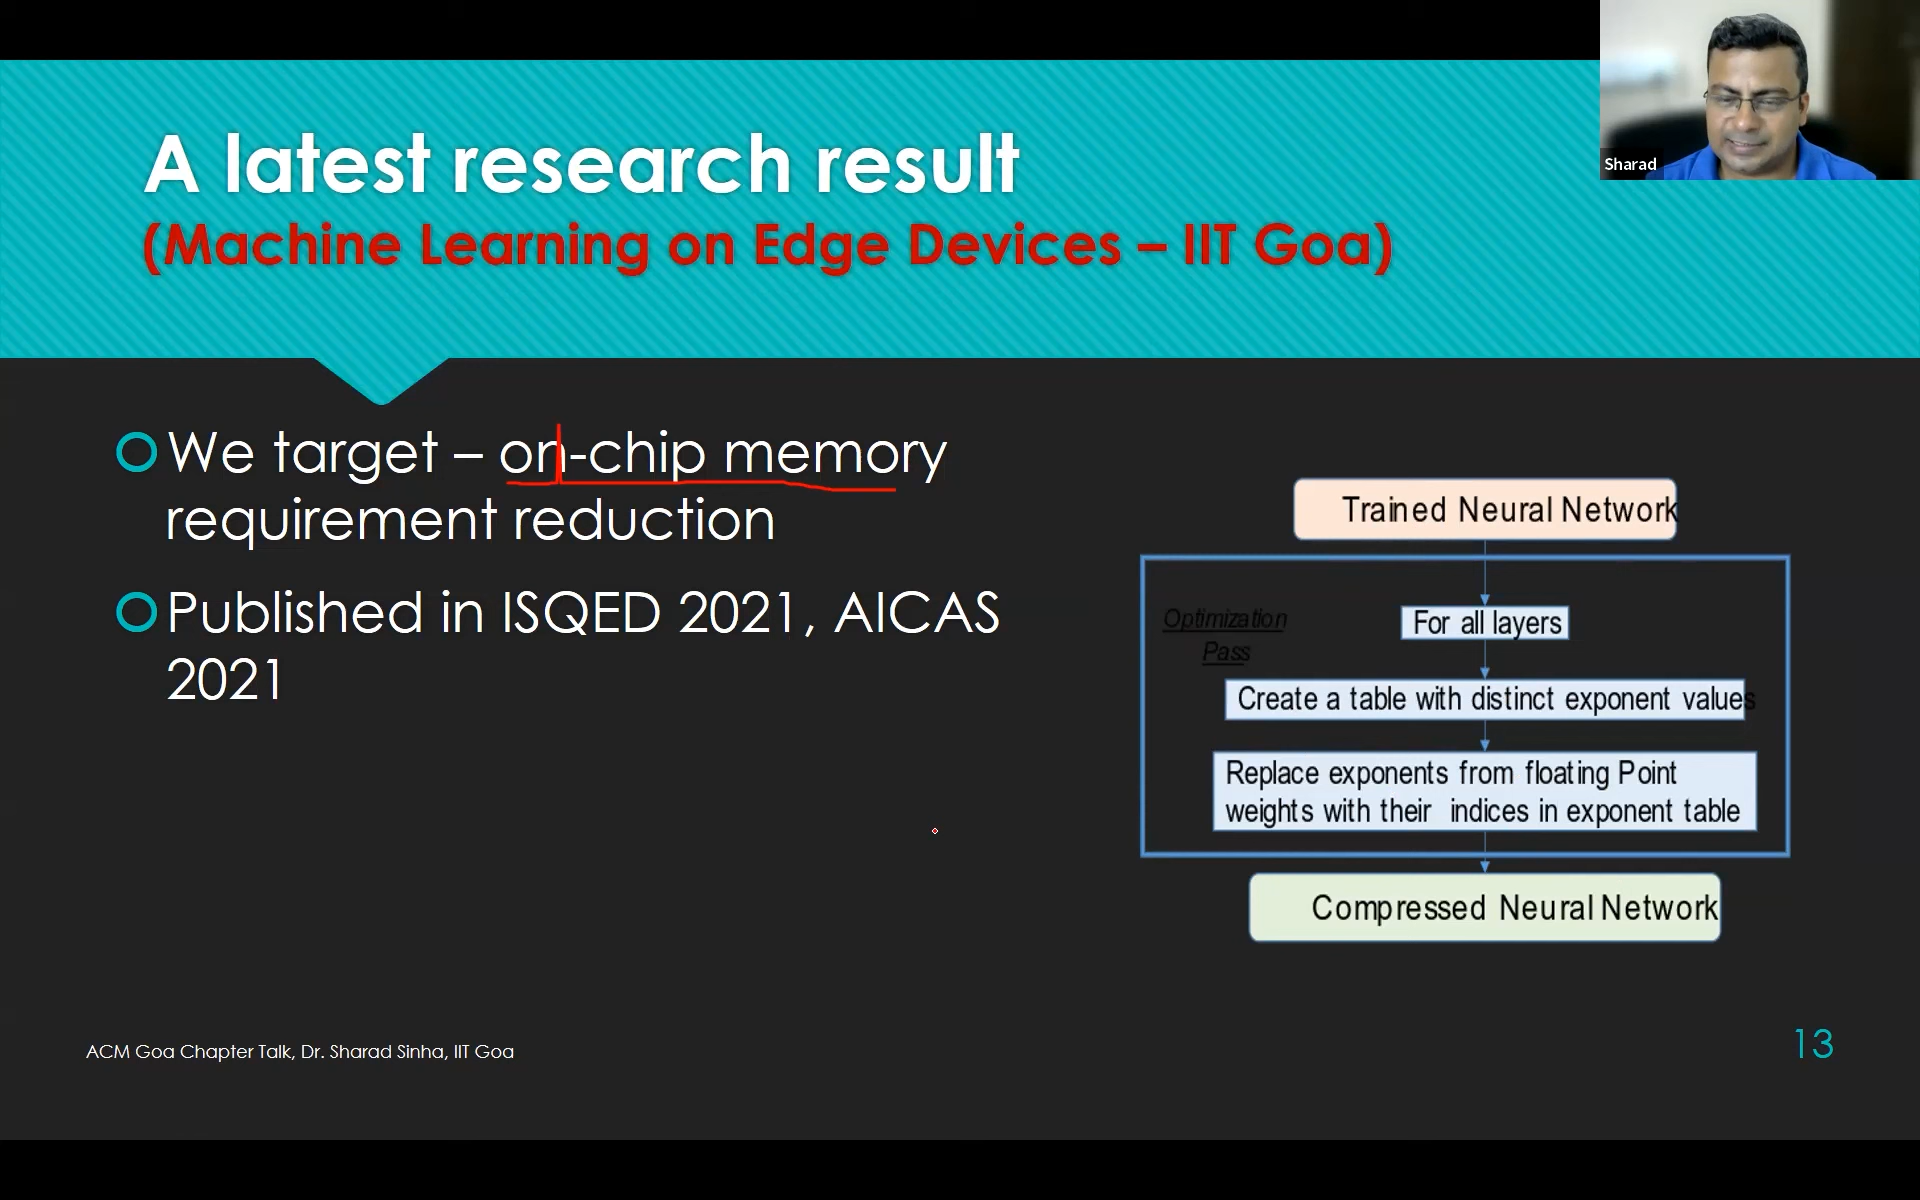 A latest research result
(Machine Learning on Edge Devices – IIT Goa)
Sharad
We target – on-chip memory
requirement reduction
Published in ISQED 2021, AICAS
2021
Trained Neural Network
Optimization
Pass
For all layers
Create a table with distinct exponent values
Replace exponents from floating Point
weights with their indices in exponent table
Compressed Neural Network
ACM Goa Chapter Talk, Dr. Sharad Sinha, IIT Goa
13